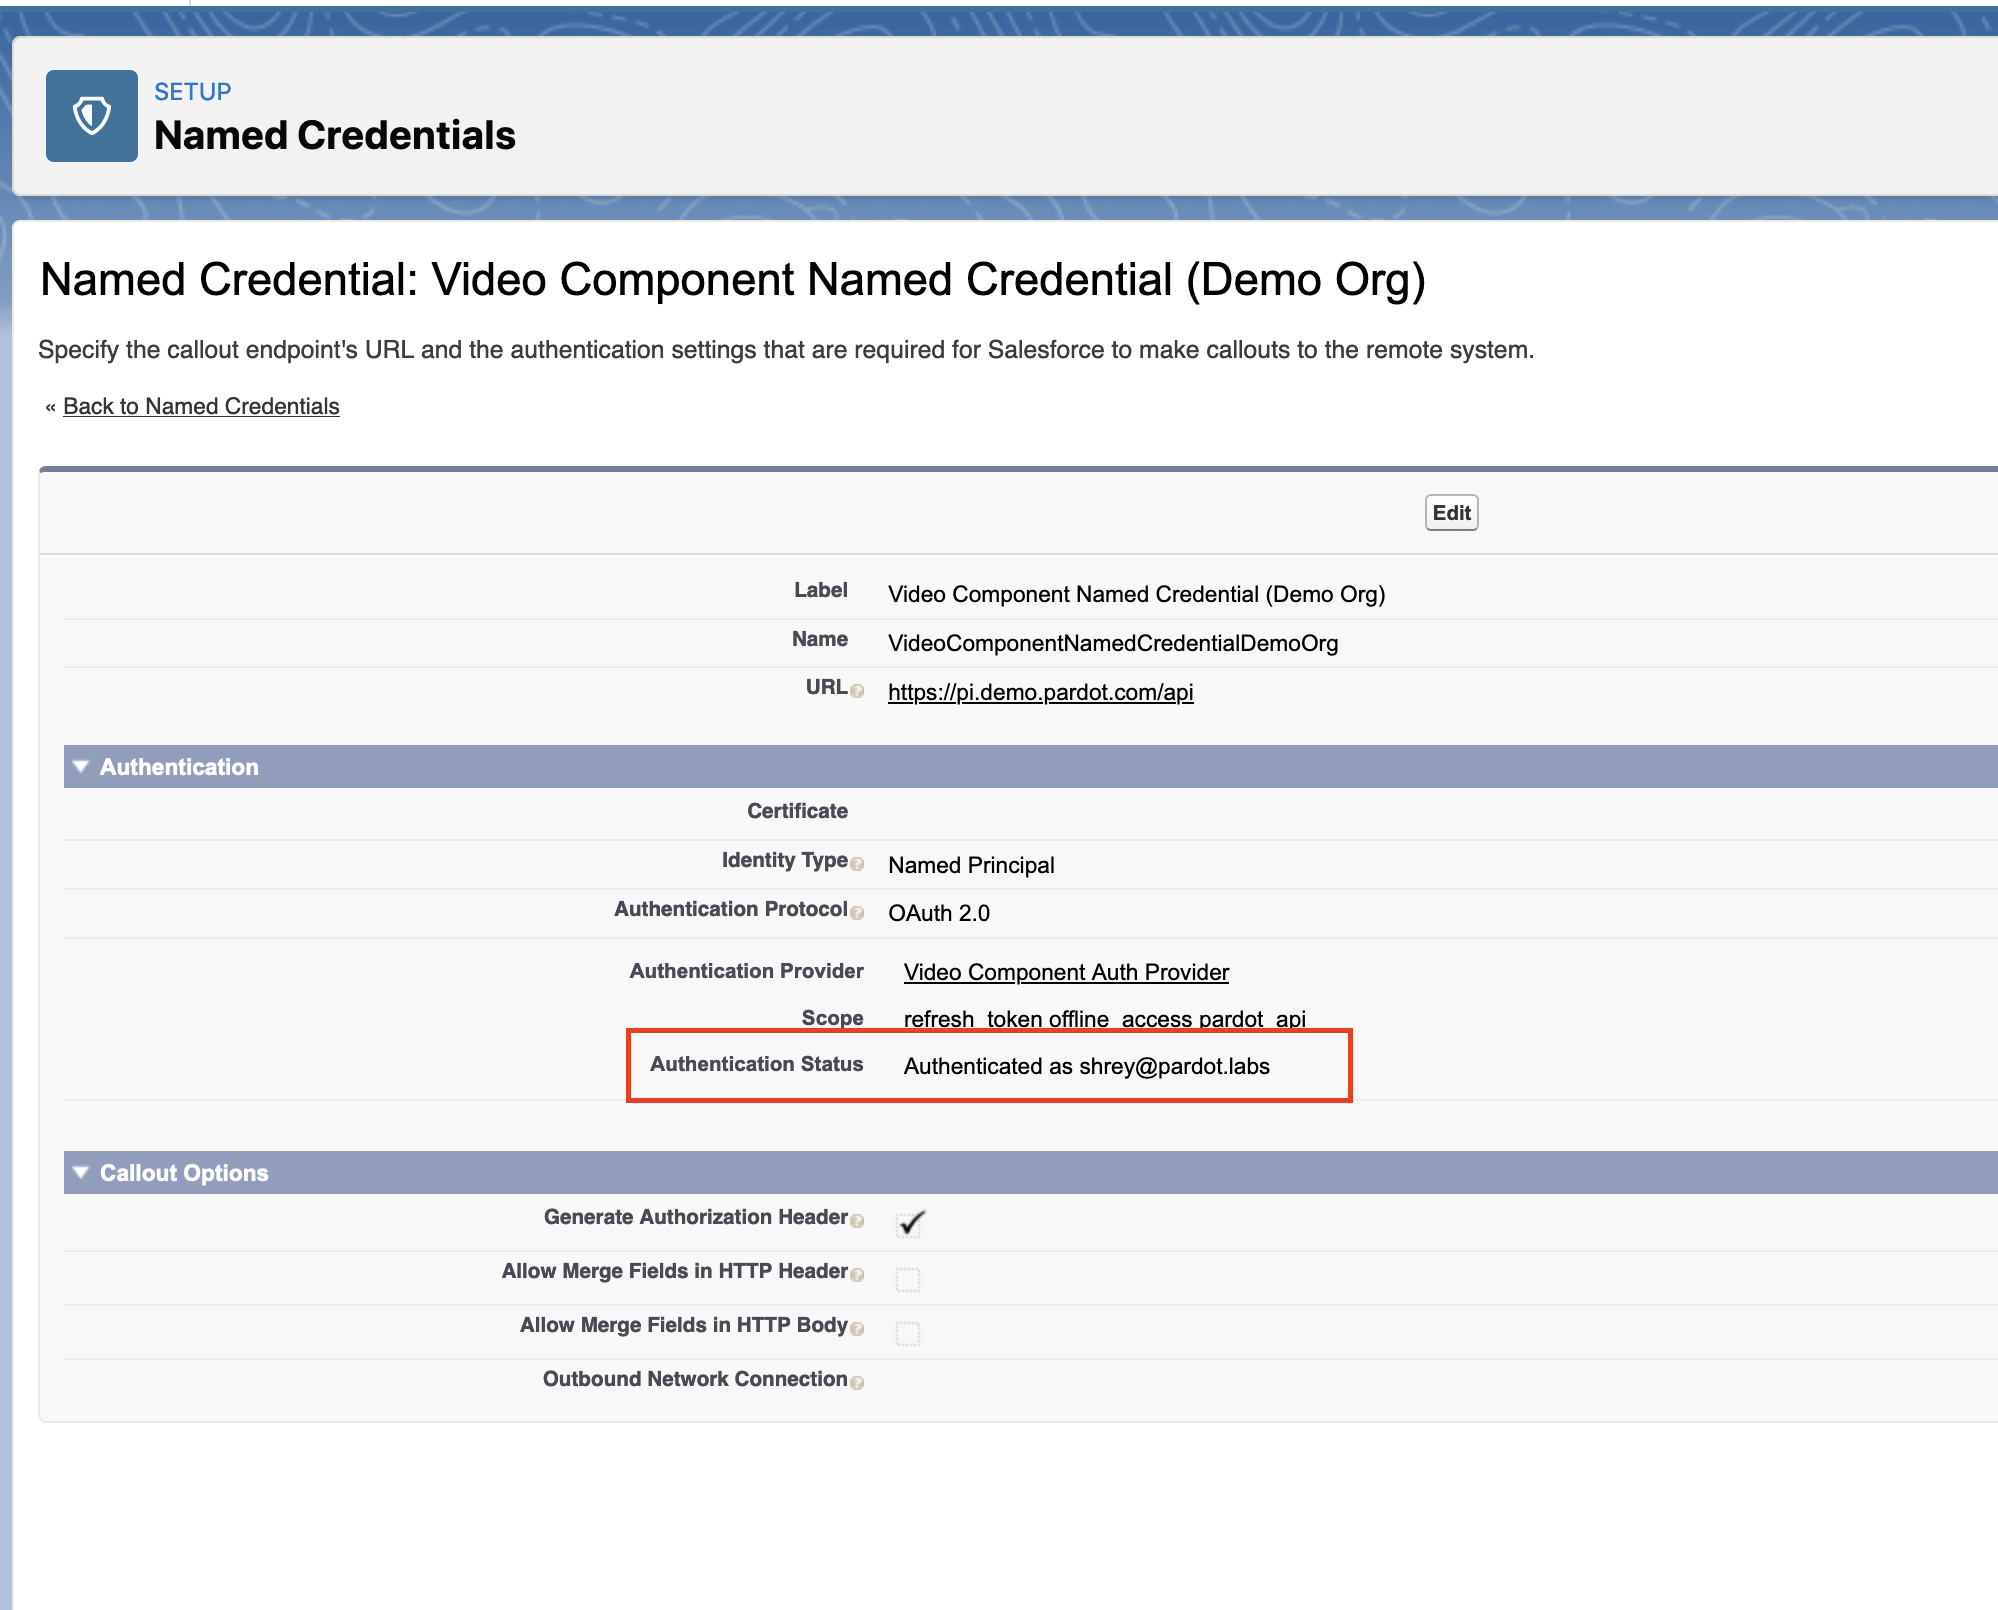 SETUP
Named Credentials
Named Credential: Video Component Named Credential (Demo Org)
Specify the callout endpoint's URL and the authentication settings that are required for Salesforce to make callouts to the remote system.
« Back to Named Credentials
Edit
Label Video Component Named Credential (Demo Org)
Name VideoComponentNamedCredentialDemoOrg
URL ? https://pi.demo.pardot.com/api
Authentication
Certificate
Identity Type ? Named Principal
Authentication Protocol ? OAuth 2.0
Authentication Provider Video Component Auth Provider
Scope refresh_token offline_access pardot_api
Authentication Status Authenticated as shrey@pardot.labs
Callout Options
Generate Authorization Header ?
Allow Merge Fields in HTTP Header ?
Allow Merge Fields in HTTP Body ?
Outbound Network Connection ?